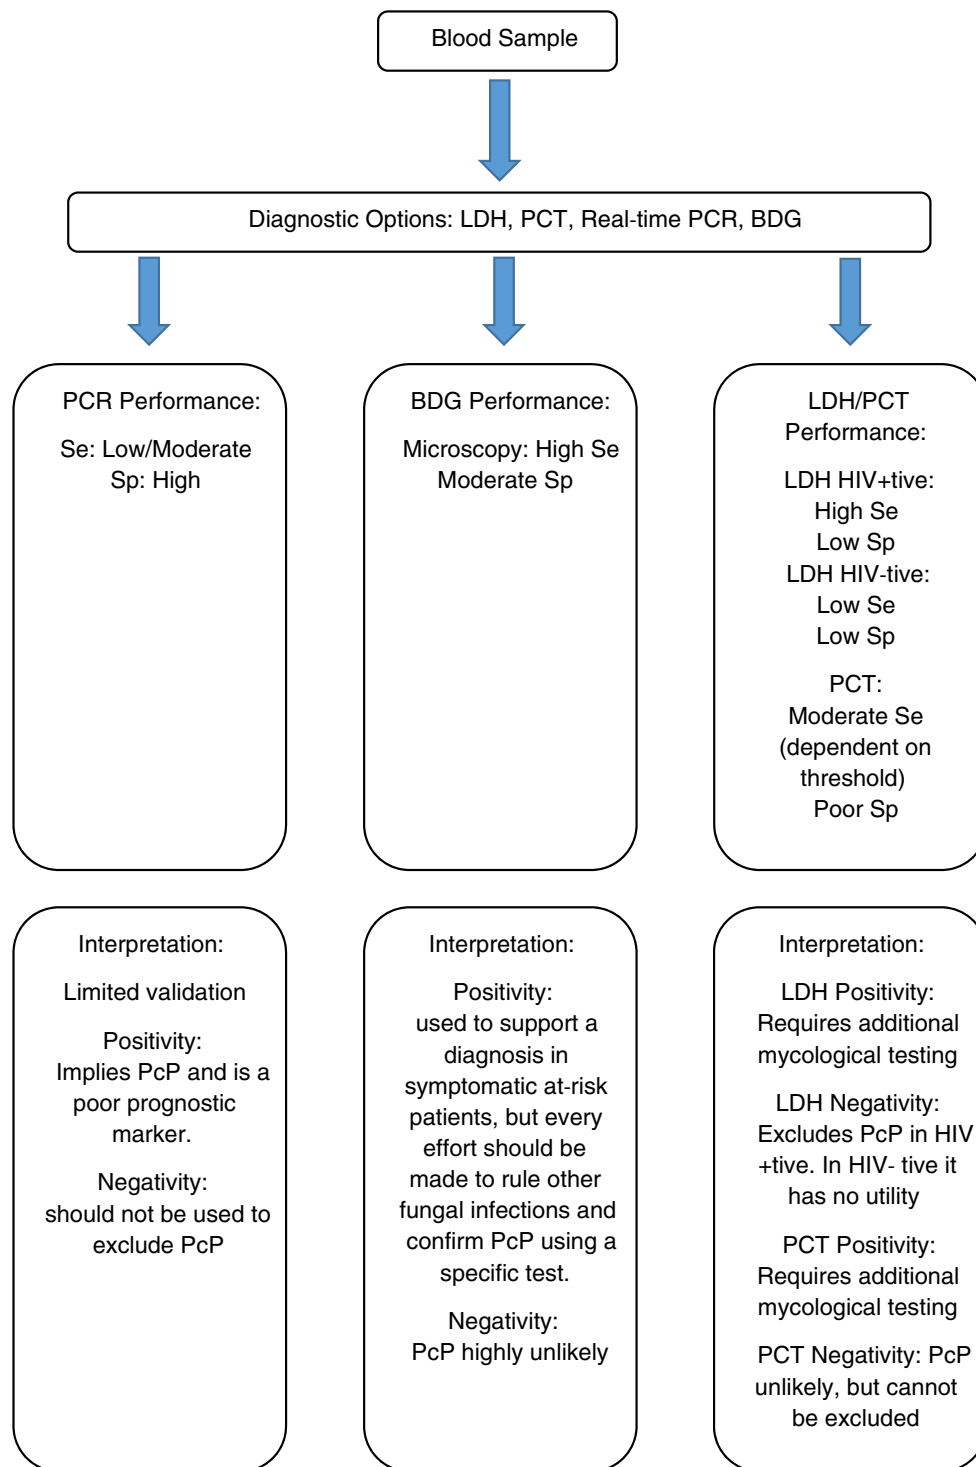 Blood Sample
Diagnostic Options: LDH, PCT, Real-time PCR, BDG
PCR Performance:
Se: Low/Moderate
Sp: High
BDG Performance:
Microscopy: High Se
Moderate Sp
LDH/PCT
Performance:
LDH HIV+tive:
High Se
Low Sp
LDH HIV-tive:
Low Se
Low Sp
PCT:
Moderate Se
(dependent on
threshold)
Poor Sp
Interpretation:
Limited validation
Positivity:
Implies PcP and is a
poor prognostic
marker.
Negativity:
should not be used to
exclude PcP
Interpretation:
Positivity:
used to support a
diagnosis in
symptomatic at-risk
patients, but every
effort should be
made to rule other
fungal infections and
confirm PcP using a
specific test.
Negativity:
PcP highly unlikely
Interpretation:
LDH Positivity:
Requires additional
mycological testing
LDH Negativity:
Excludes PcP in HIV
+tive. In HIV- tive it
has no utility
PCT Positivity:
Requires additional
mycological testing
PCT Negativity: PcP
unlikely, but cannot
be excluded